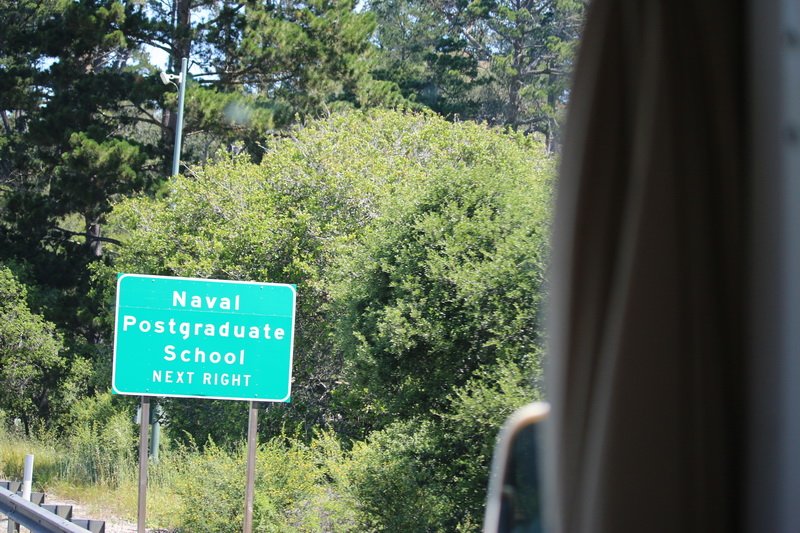 Naval
Postgraduate
School
NEXT RIGHT